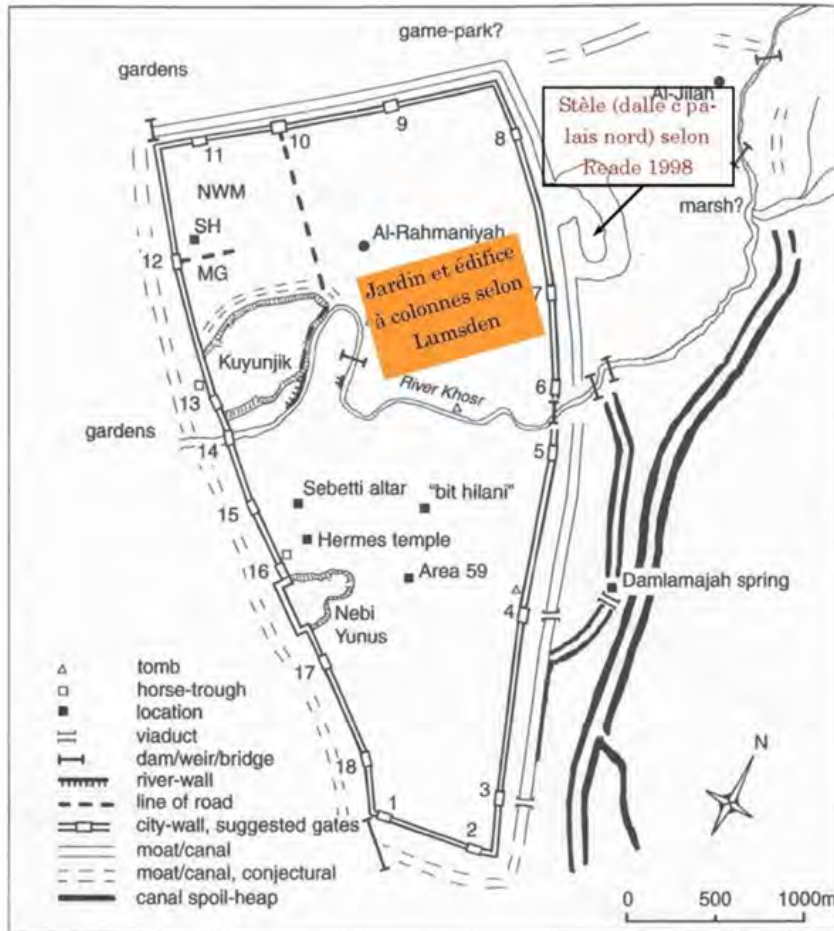 game-park?
gardens
Al-Jilah
Stèle (dalle c pa-
lais nord) selon
Reade 1998
10
9
11
8
NWM
marsh?
SH
Al-Rahmaniyah
12
MG
Jardin et édifice
à colonnes selon
Lumsden
7
Kuyunjik
River Khosr
6
13
gardens
14
5
Sebetti altar
"bit hilani"
15
Hermes temple
16
Area 59
Damlamajah spring
Nebi
Yunus
4
17
tomb
horse-trough
location
viaduct
dam/weir/bridge
river-wall
line of road
city-wall, suggested gates
moat/canal
moat/canal, conjectural
canal spoil-heap
18
N
3
1
2
0 500 1000m